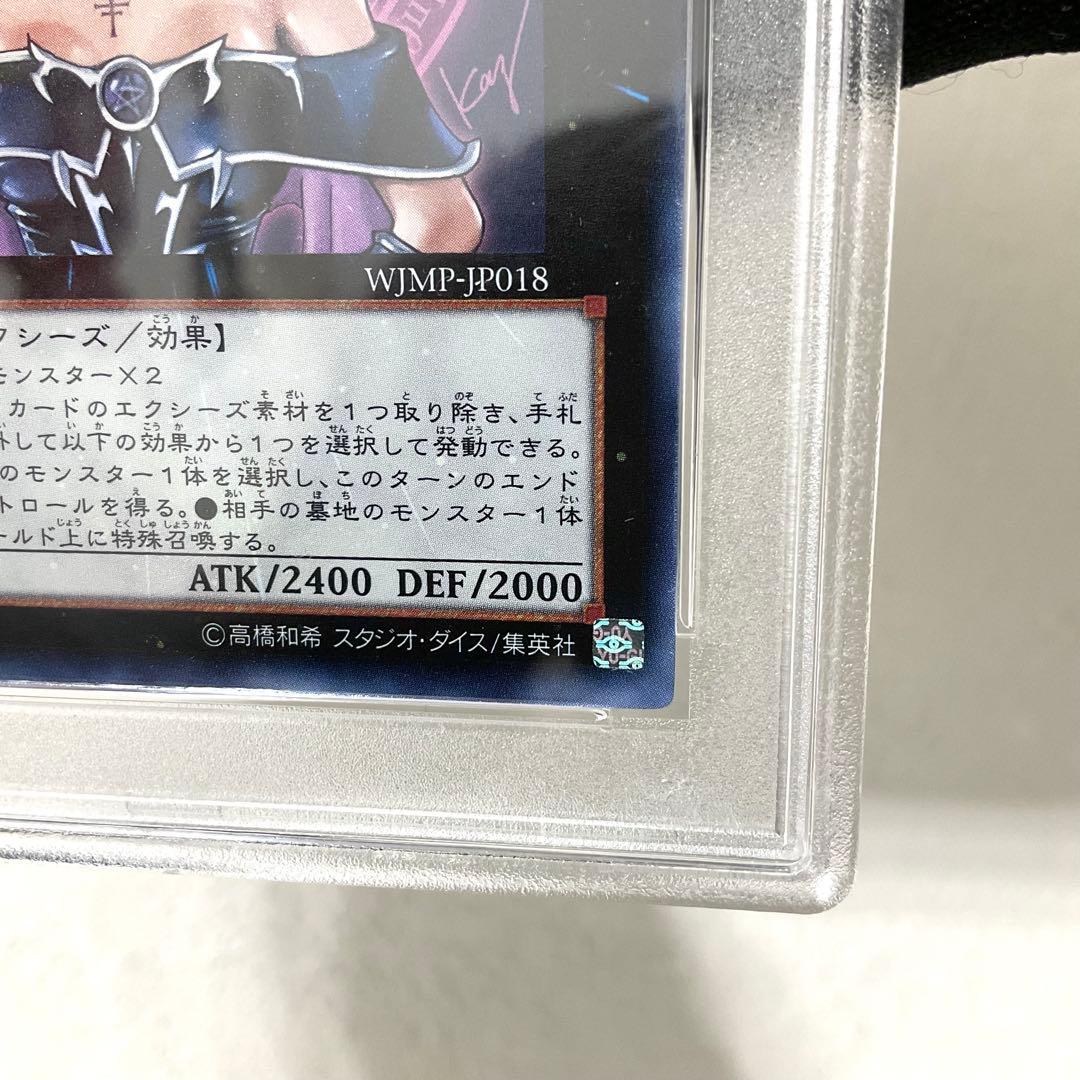 Kaz
WJMP-JP018
クシーズ/効果】
モンスター×2
カードのエクシーズ素材を1つ取り除き、手札
外して以下の効果から1つを選択して発動できる。
のモンスター1体を選択し、このターンのエンド
トロールを得る。●相手の墓地のモンスター1体
ールド上に特殊召喚する。
ATK/2400 DEF/2000
©高橋和希 スタジオ・ダイス/集英社